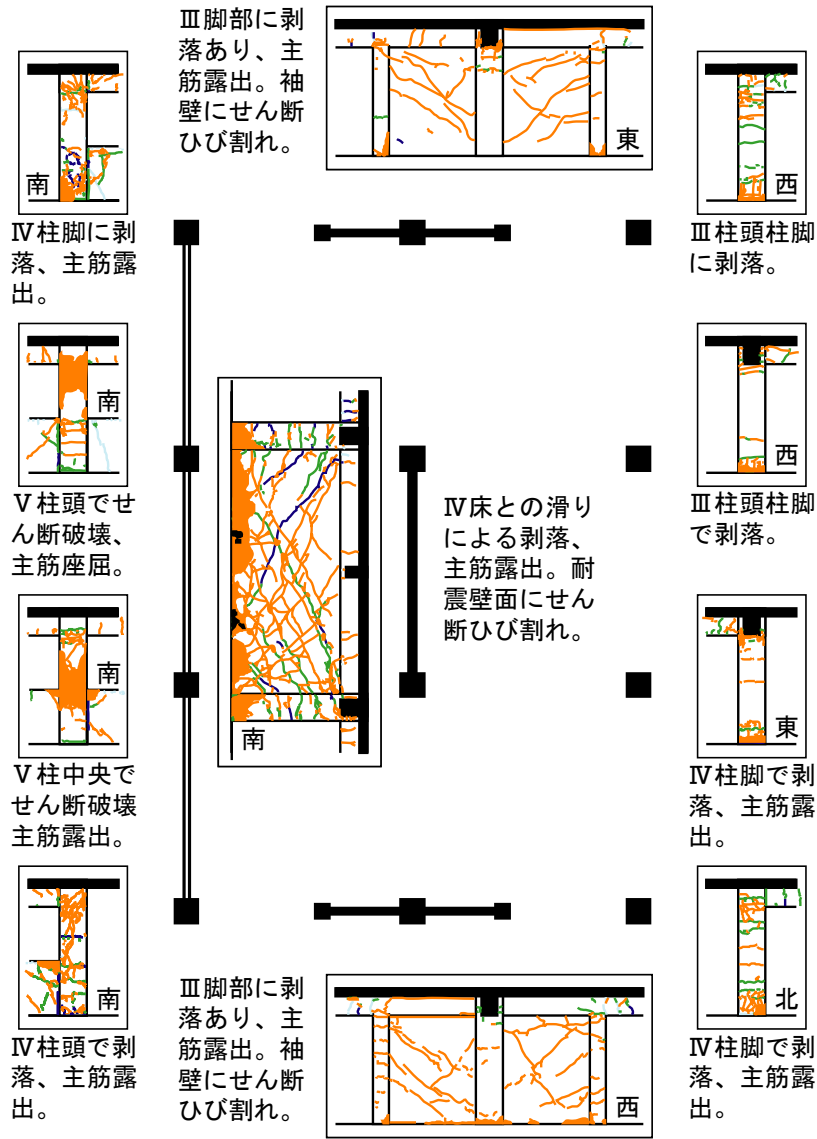 Ⅲ脚部に剥
落あり、主
筋露出。袖
壁にせん断
ひび割れ。
東
南
Ⅳ柱脚に剥
落、主筋露
出。
西
Ⅲ柱頭柱脚
に剥落。
南
Ⅴ柱頭でせ
ん断破壊、
主筋座屈。
南
Ⅳ床との滑り
による剥落、
主筋露出。耐
震壁面にせん
断ひび割れ。
西
Ⅲ柱頭柱脚
で剥落。
南
Ⅴ柱中央で
せん断破壊
主筋露出。
東
Ⅳ柱脚で剥
落、主筋露
出。
南
Ⅳ柱頭で剥
落、主筋露
出。
Ⅲ脚部に剥
落あり、主
筋露出。袖
壁にせん断
ひび割れ。
西
北
Ⅳ柱脚で剥
落、主筋露
出。